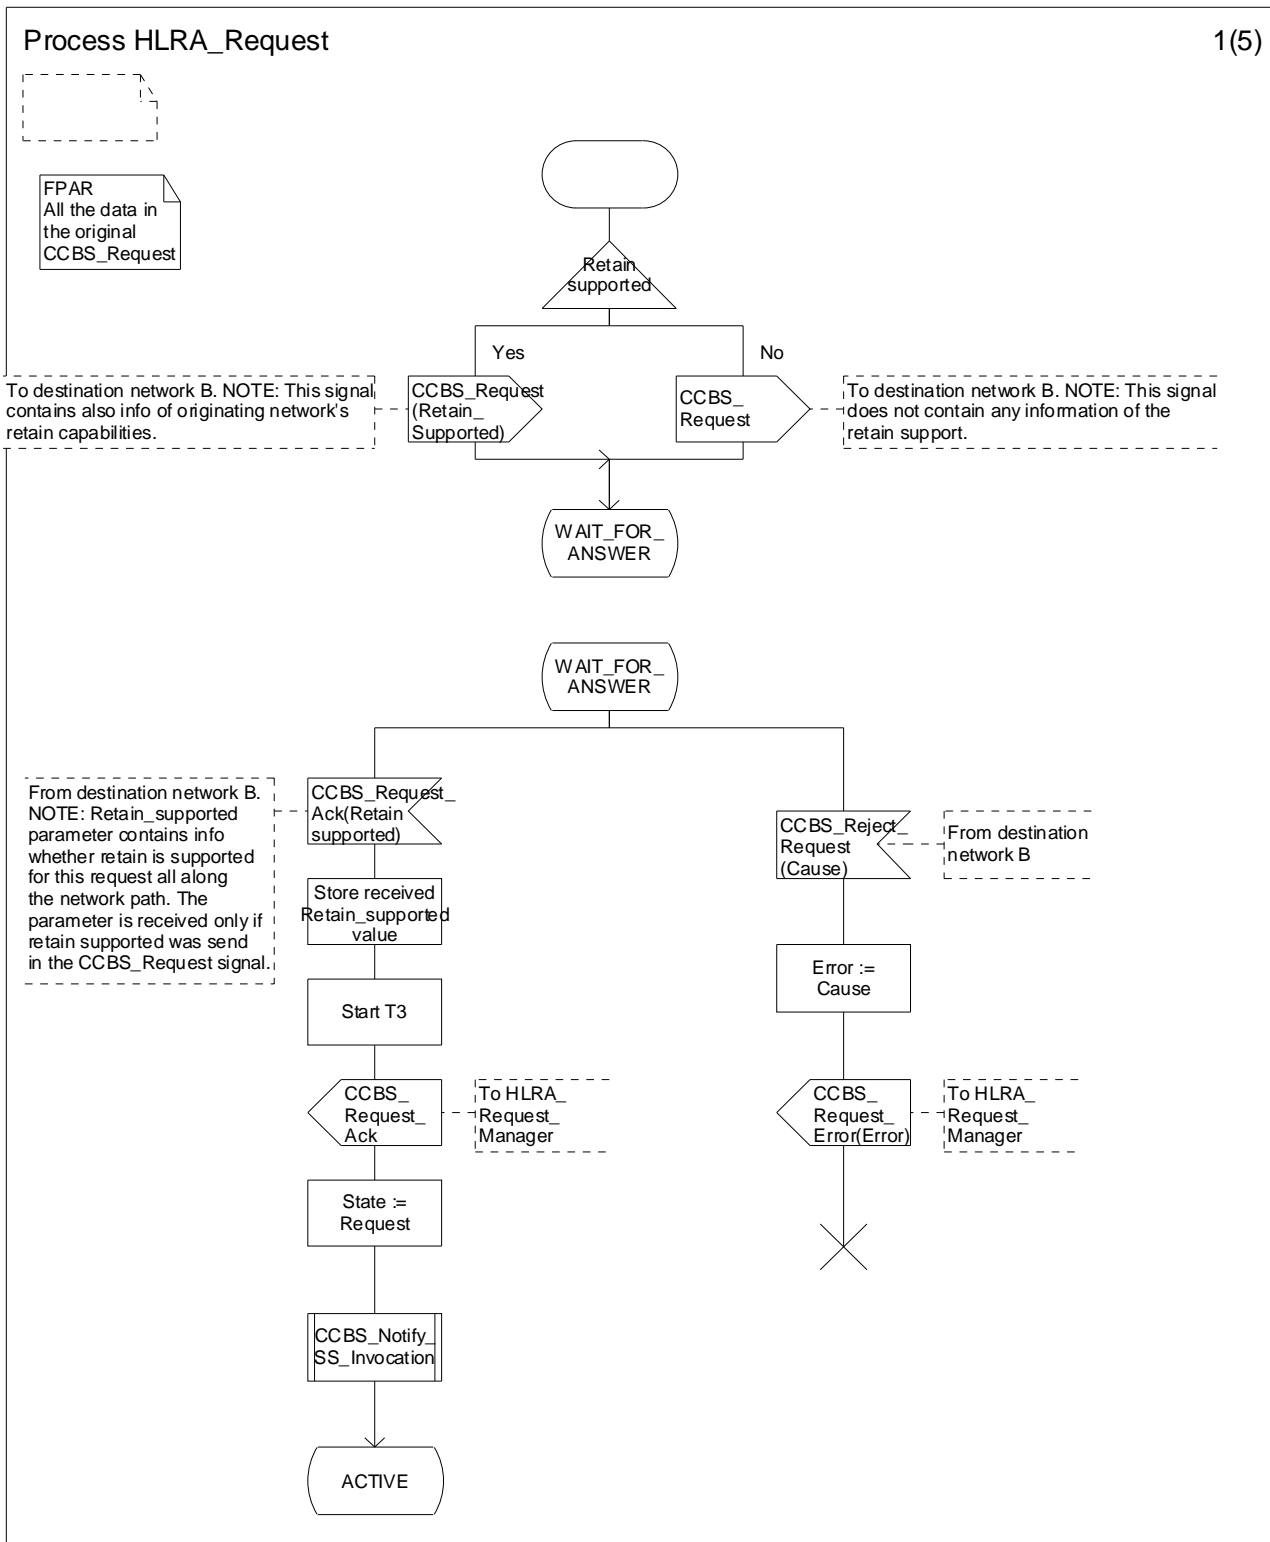 Process HLRA_Request
1(5)
FPAR
All the data in
the original
CCBS_Request
Retain
supported
Yes
No
To destination network B. NOTE: This signal
contains also info of originating network's
retain capabilities.
CCBS_Request
(Retain_
Supported)
CCBS_
Request
To destination network B. NOTE: This signal
does not contain any information of the
retain support.
WAIT_FOR_
ANSWER
WAIT_FOR_
ANSWER
From destination network B.
NOTE: Retain_supported
parameter contains info
whether retain is supported
for this request all along
the network path. The
parameter is received only if
retain supported was send
in the CCBS_Request signal.
CCBS_Request_
Ack(Retain
supported)
CCBS_Reject_
Request
(Cause)
From destination
network B
Store received
Retain_supported
value
Error :=
Cause
Start T3
CCBS_
Request_
Ack
To HLRA_
Request_
Manager
CCBS_
Request_
Error(Error)
To HLRA_
Request_
Manager
State :=
Request
CCBS_Notify_
SS_Invocation
ACTIVE